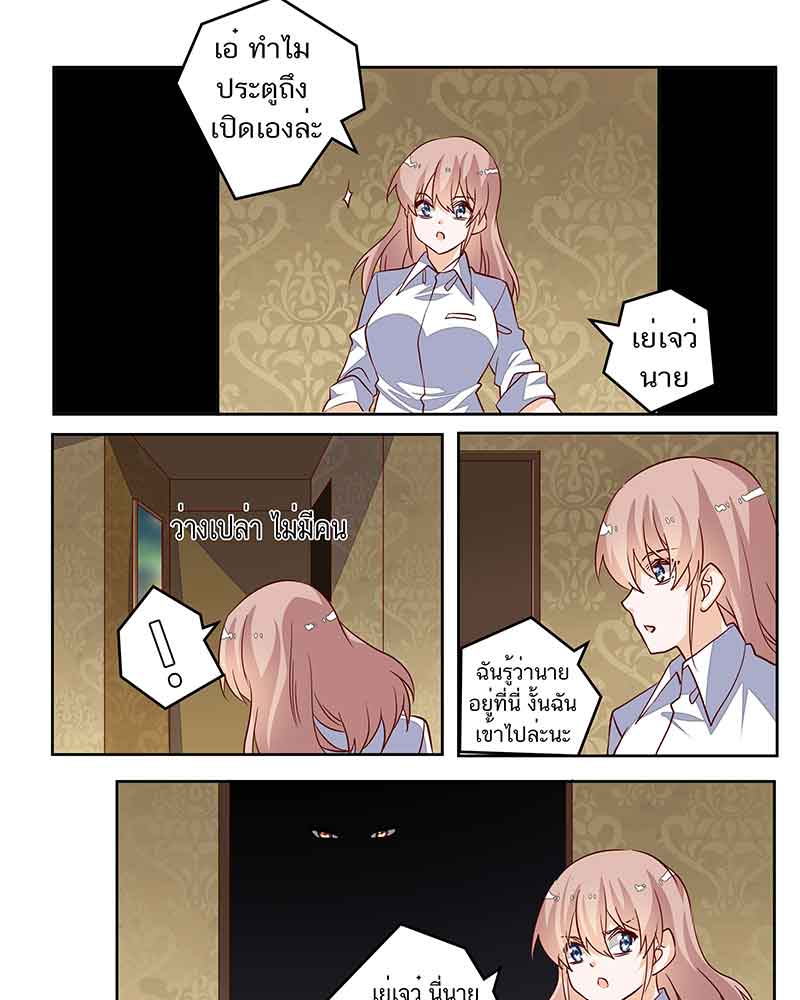 เอ๋ ทำไม
ประตูถึง
เปิดเองล่ะ
เย่เจว๋
นาย
ว่างเปล่า ไม่มีคน
!
ฉันรู้ว่านาย
อยู่ที่นี่ งั้นฉัน
เข้าไปล่ะนะ
เย่เจว๋ นี่นาย